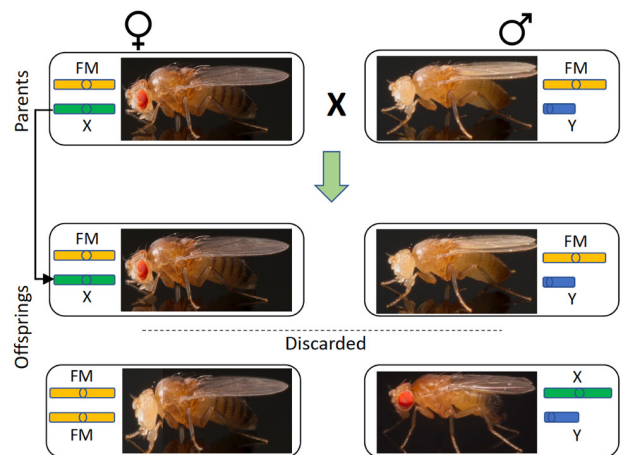 ♀ ♂
Parents
FM
X
X
FM
Y
Offsprings
FM
X
FM
Y
Discarded
FM
FM
X
Y